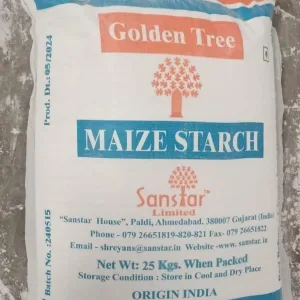 Golden Tree
MAIZE STARCH
Sanstar™
Limited
"Sanstar House", Paldi, Ahmedabad. 380007 Gujarat (India)
Phone - 079 26651819-820-821 Fax- 079 26651822
Email - shreyans@sanstar.in Website -www.sanstar.in
Net Wt: 25 Kgs. When Packed
Storage Condition : Store in Cool and Dry Place
ORIGIN INDIA
Prod. Dt.:05/2024
Batch No. :240515